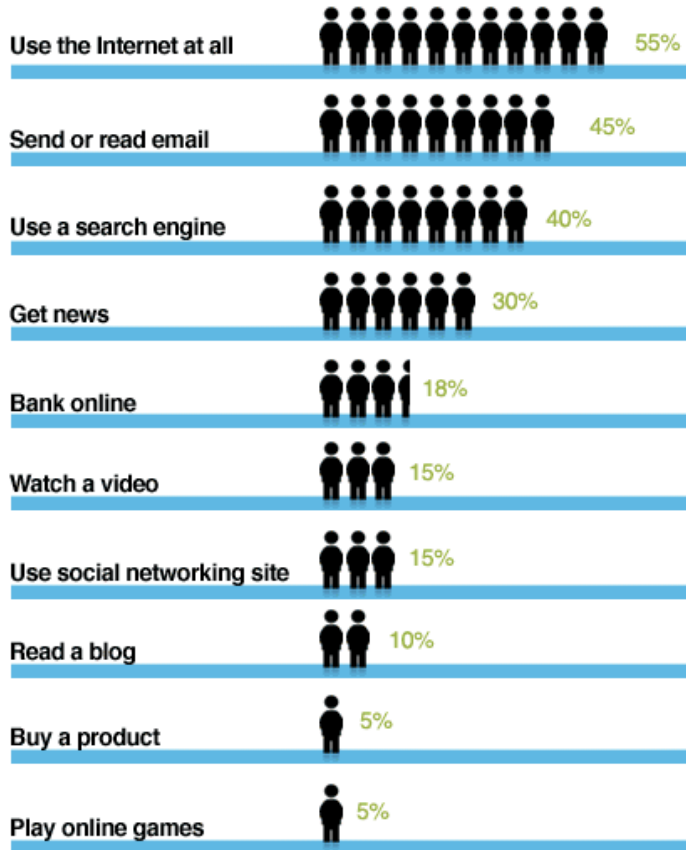 Use the Internet at all 55%
Send or read email 45%
Use a search engine 40%
Get news 30%
Bank online 18%
Watch a video 15%
Use social networking site 15%
Read a blog 10%
Buy a product 5%
Play online games 5%